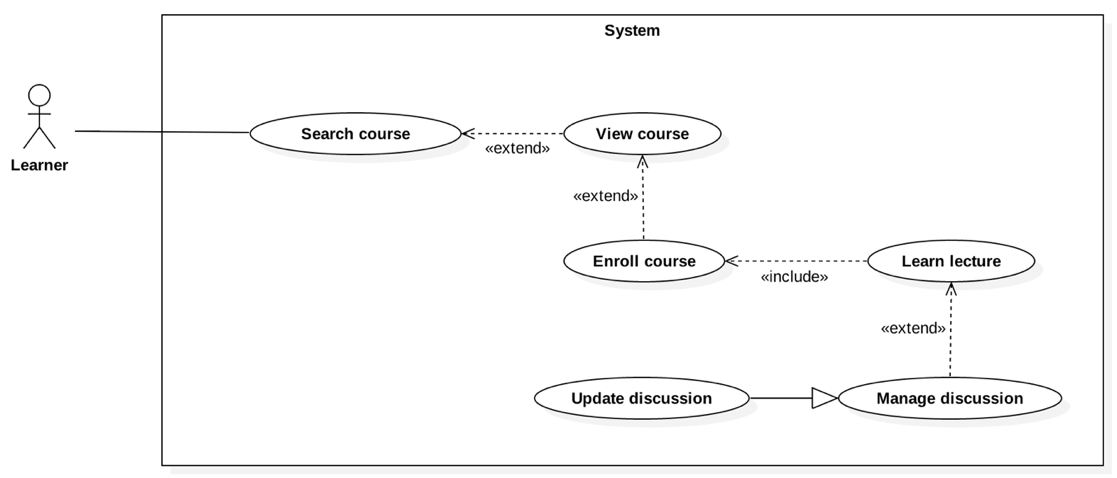 System
Learner
Search course
«extend»
View course
«extend»
Enroll course
«include»
Learn lecture
«extend»
Update discussion
Manage discussion